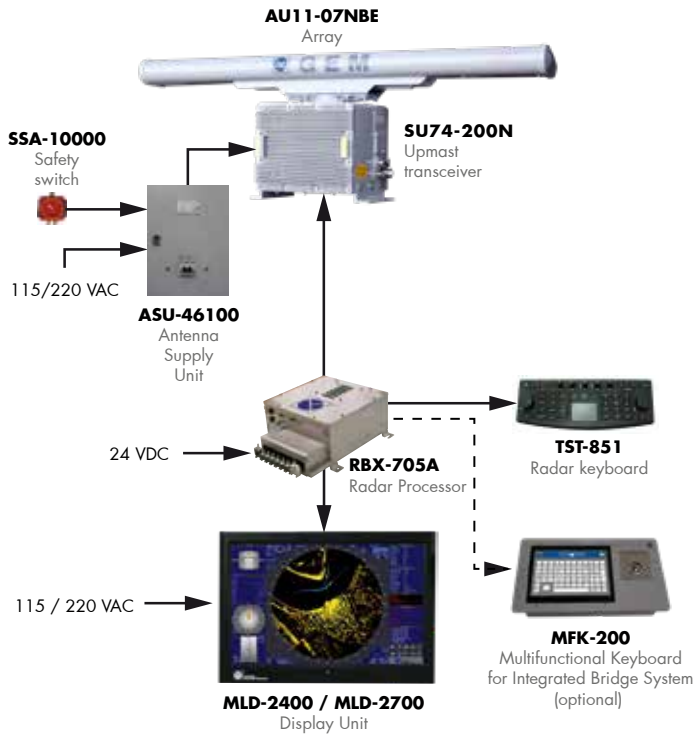 AU11-07NBE
Array
GEM
SSA-10000
Safety
switch
SU74-200N
Upmast
transceiver
115/220 VAC
ASU-46100
Antenna
Supply
Unit
24 VDC
RBX-705A
Radar Processor
TST-851
Radar keyboard
115 / 220 VAC
MLD-2400 / MLD-2700
Display Unit
MFK-200
Multifunctional Keyboard
for Integrated Bridge System
(optional)